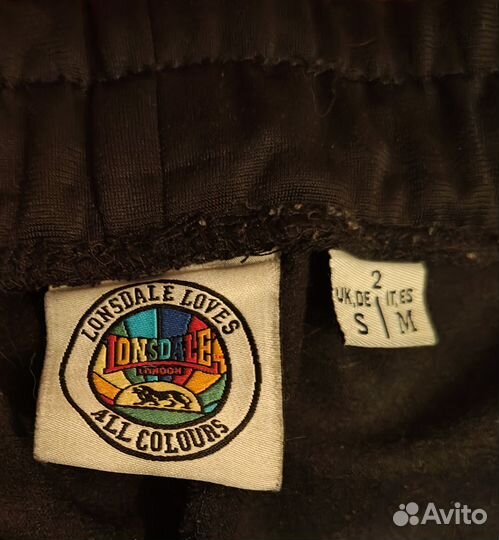 LONSDALE LOVES
LONSDALE
LONDON
ALL COLOURS
2
UK,DE IT,ES
S M
Avito